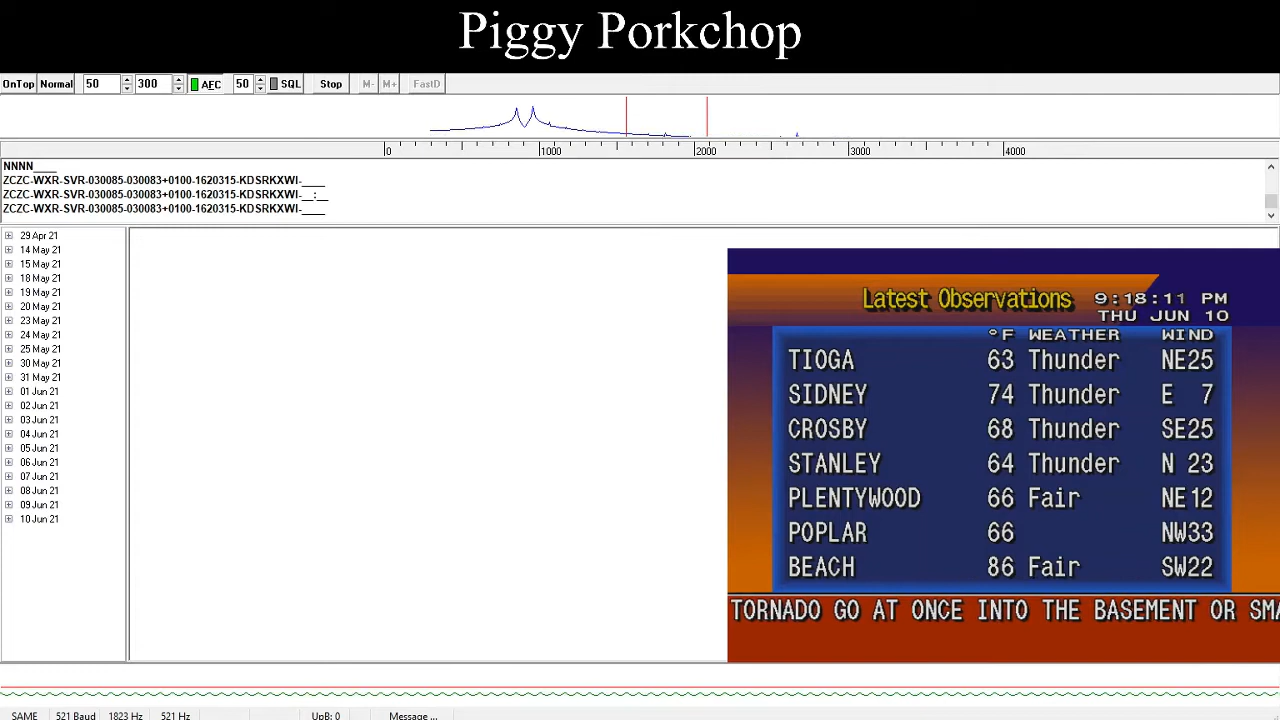 Piggy Porkchop
OnTop Normal 50 300 AFC 50 SQL Stop M- M+ FastD
0 1000 2000 3000 4000
NNNN____
ZCZC-WXR-SVR-030085-030083+0100-1620315-KDSRKXWI-____
ZCZC-WXR-SVR-030085-030083+0100-1620315-KDSRKXWI-__:__
ZCZC-WXR-SVR-030085-030083+0100-1620315-KDSRKXWI-____
29 Apr 21
14 May 21
15 May 21
18 May 21
19 May 21
20 May 21
23 May 21
24 May 21
25 May 21
30 May 21
31 May 21
01 Jun 21
02 Jun 21
03 Jun 21
04 Jun 21
05 Jun 21
06 Jun 21
07 Jun 21
08 Jun 21
09 Jun 21
10 Jun 21
Latest Observations 9:18:11 PM
THU JUN 10
°F WEATHER WIND
TIOGA 63 Thunder NE25
SIDNEY 74 Thunder E 7
CROSBY 68 Thunder SE25
STANLEY 64 Thunder N 23
PLENTYWOOD 66 Fair NE12
POPLAR 66 NW33
BEACH 86 Fair SW22
TORNADO GO AT ONCE INTO THE BASEMENT OR SMA
SAME 521 Baud 1823 Hz 521 Hz UpB: 0 Message ...